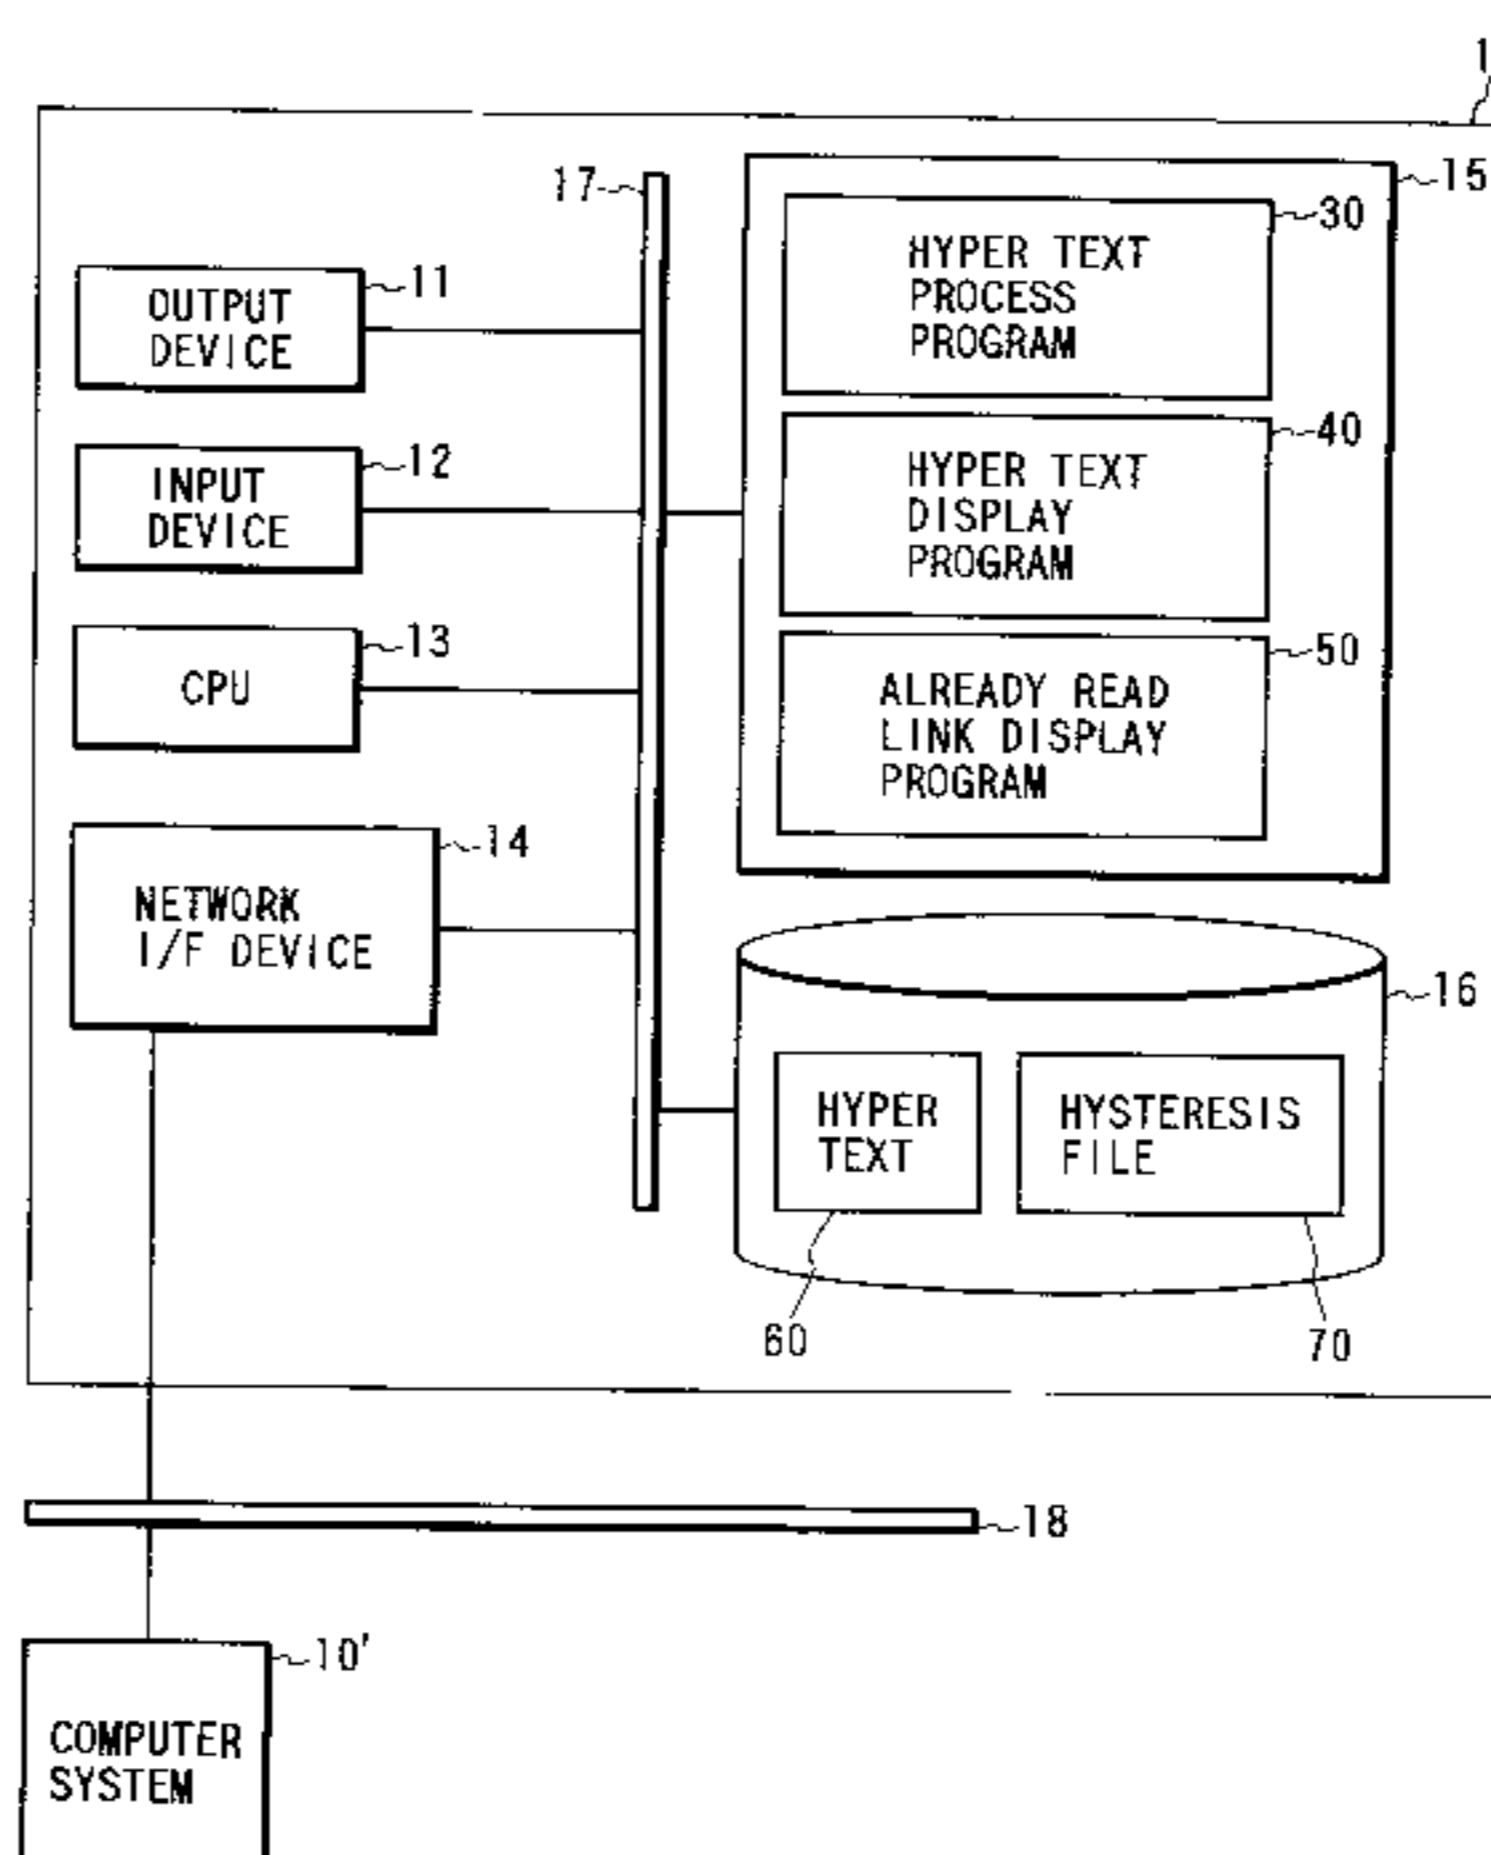 1
17
15
30
HYPER TEXT
PROCESS
PROGRAM
11
OUTPUT
DEVICE
40
HYPER TEXT
DISPLAY
PROGRAM
12
INPUT
DEVICE
50
ALREADY READ
LINK DISPLAY
PROGRAM
13
CPU
14
NETWORK
I/F DEVICE
16
HYPER
TEXT
HYSTERESIS
FILE
60
70
18
10'
COMPUTER
SYSTEM